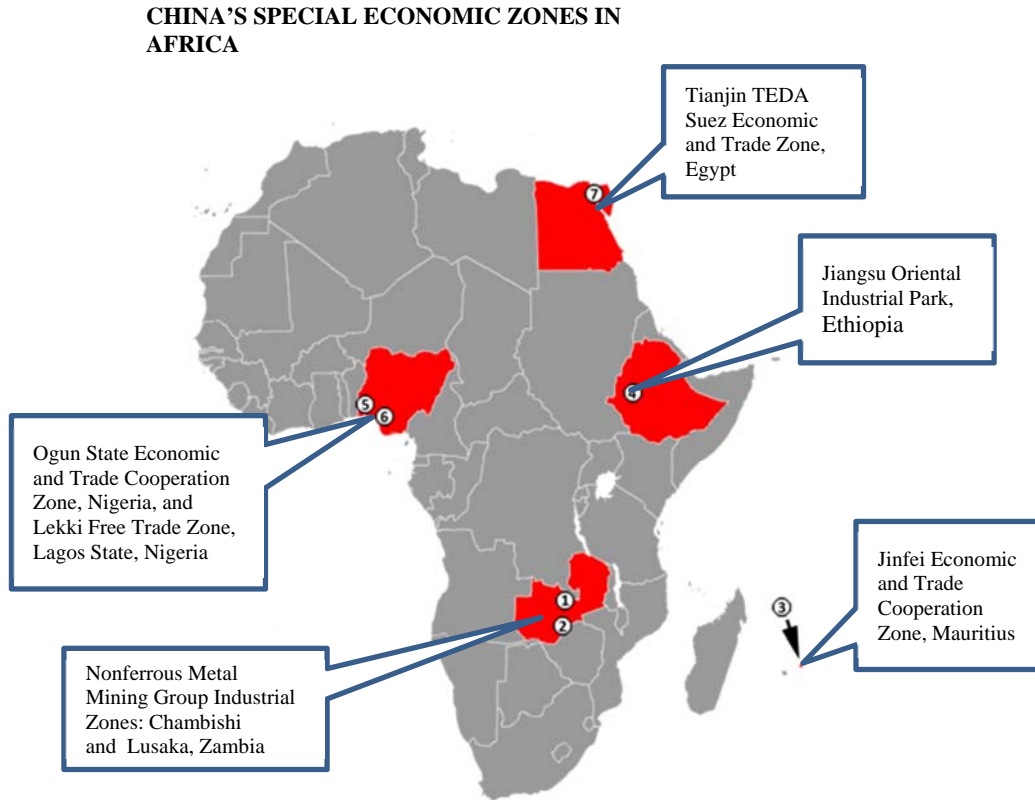 CHINA'S SPECIAL ECONOMIC ZONES IN
AFRICA
Tianjin TEDA
Suez Economic
and Trade Zone,
Egypt
7
Jiangsu Oriental
Industrial Park,
Ethiopia
4
5
6
Ogun State Economic
and Trade Cooperation
Zone, Nigeria, and
Lekki Free Trade Zone,
Lagos State, Nigeria
Jinfei Economic
and Trade
Cooperation
Zone, Mauritius
3
1
2
Nonferrous Metal
Mining Group Industrial
Zones: Chambishi
and Lusaka, Zambia